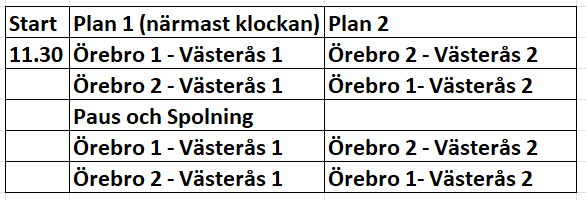 Start Plan 1 (närmast klockan) Plan 2
11.30 Örebro 1 - Västerås 1 Örebro 2 - Västerås 2
Örebro 2 - Västerås 1 Örebro 1- Västerås 2
Paus och Spolning
Örebro 1 - Västerås 1 Örebro 2 - Västerås 2
Örebro 2 - Västerås 1 Örebro 1- Västerås 2